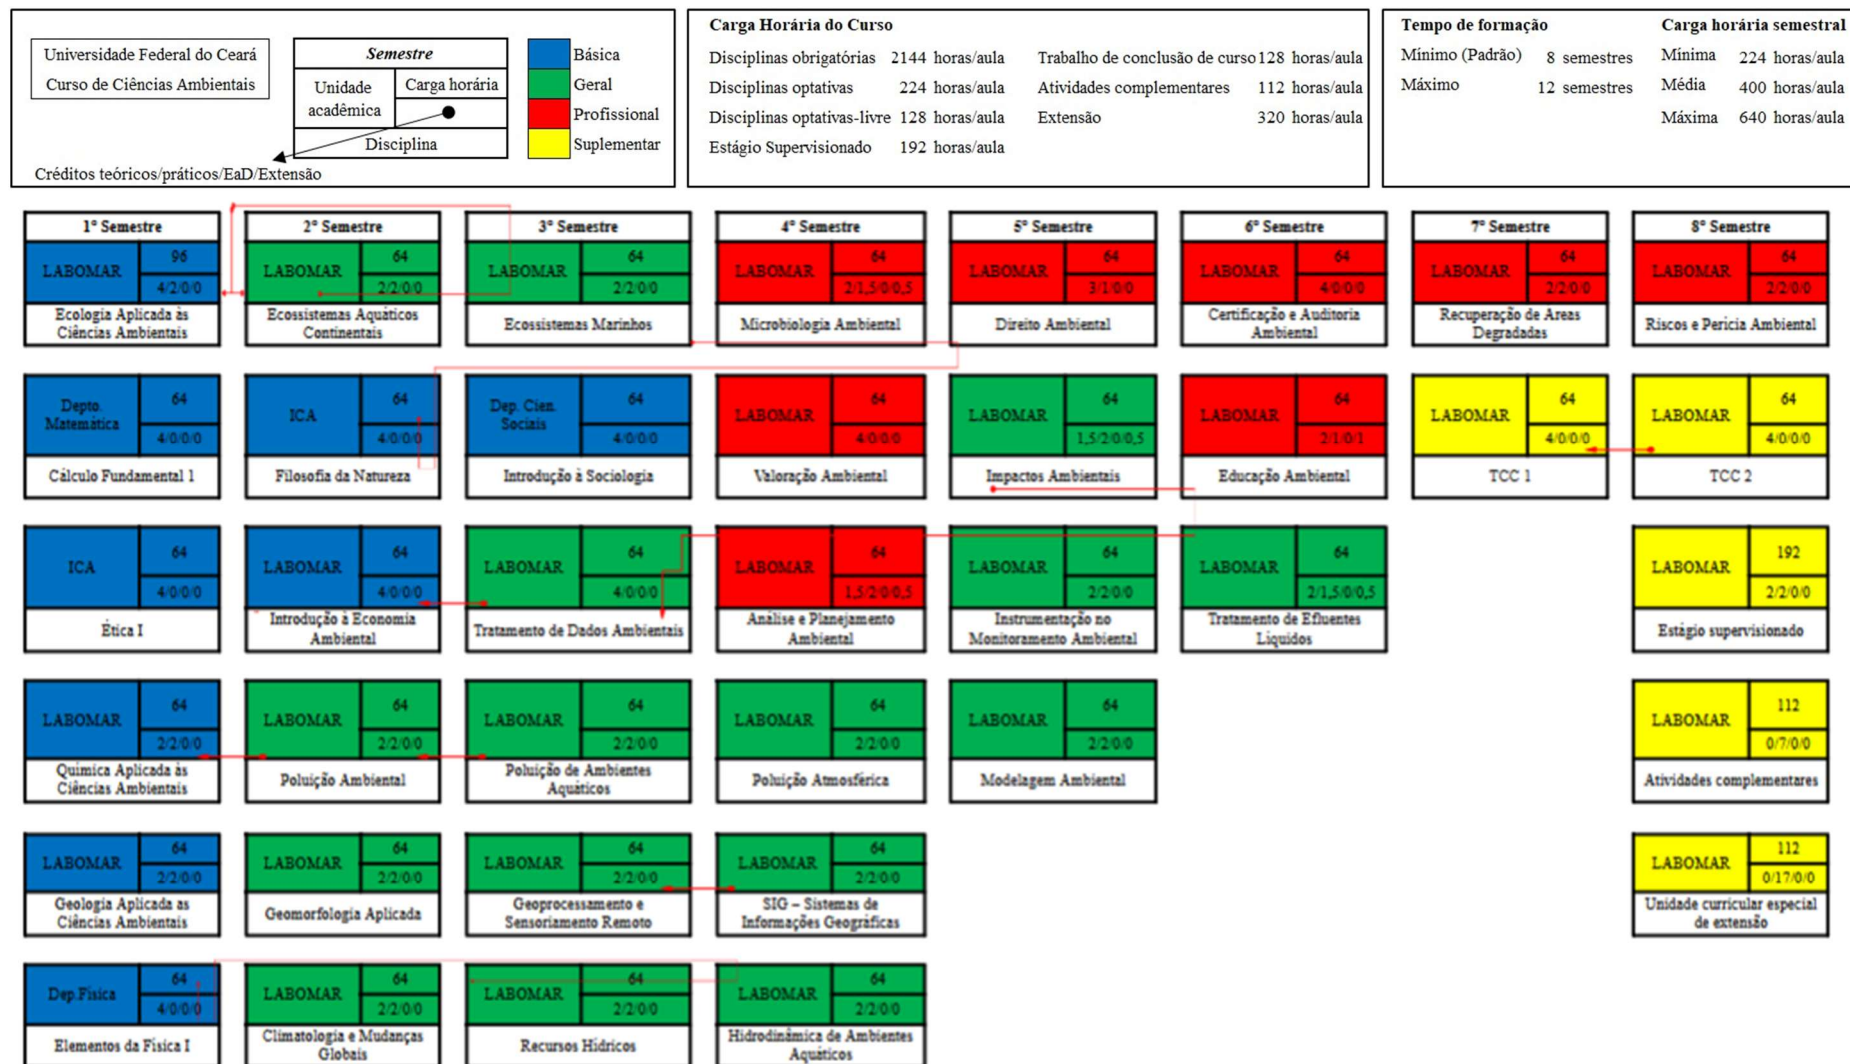 Universidade Federal do Ceará
Curso de Ciências Ambientais
Semestre
Unidade
acadêmica
Carga horária
Disciplina
Créditos teóricos/práticos/EaD/Extensão
Básica
Geral
Profissional
Suplementar
Carga Horária do Curso
Disciplinas obrigatórias 2144 horas/aula
Disciplinas optativas 224 horas/aula
Disciplinas optativas-livre 128 horas/aula
Estágio Supervisionado 192 horas/aula
Trabalho de conclusão de curso 128 horas/aula
Atividades complementares 112 horas/aula
Extensão 320 horas/aula
Tempo de formação
Mínimo (Padrão) 8 semestres
Máximo 12 semestres
Carga horária semestral
Mínima 224 horas/aula
Média 400 horas/aula
Máxima 640 horas/aula
1º Semestre
LABOMAR
96
4/2/0/0
Ecologia Aplicada às
Ciências Ambientais
2º Semestre
LABOMAR
64
2/2/0/0
Ecossistemas Aquáticos
Continentais
3º Semestre
LABOMAR
64
2/2/0/0
Ecossistemas Marinhos
4º Semestre
LABOMAR
64
2/1,5/0/0,5
Microbiologia Ambiental
5º Semestre
LABOMAR
64
3/1/0/0
Direito Ambiental
6º Semestre
LABOMAR
64
4/0/0/0
Certificação e Auditoria
Ambiental
7º Semestre
LABOMAR
64
2/2/0/0
Recuperação de Áreas
Degradadas
8º Semestre
LABOMAR
64
2/2/0/0
Riscos e Perícia Ambiental
Depto.
Matemática
64
4/0/0/0
Cálculo Fundamental 1
ICA
64
4/0/0/0
Filosofia da Natureza
Dep. Cien.
Sociais
64
4/0/0/0
Introdução à Sociologia
LABOMAR
64
4/0/0/0
Valoração Ambiental
LABOMAR
64
1,5/2/0/0,5
Impactos Ambientais
LABOMAR
64
2/1/0/1
Educação Ambiental
LABOMAR
64
4/0/0/0
TCC 1
LABOMAR
64
4/0/0/0
TCC 2
ICA
64
4/0/0/0
Ética I
LABOMAR
64
4/0/0/0
Introdução à Economia
Ambiental
LABOMAR
64
4/0/0/0
Tratamento de Dados Ambientais
LABOMAR
64
1,5/2/0/0,5
Análise e Planejamento
Ambiental
LABOMAR
64
2/2/0/0
Instrumentação no
Monitoramento Ambiental
LABOMAR
64
2/1,5/0/0,5
Tratamento de Efluentes
Líquidos
LABOMAR
192
2/2/0/0
Estágio supervisionado
LABOMAR
64
2/2/0/0
Química Aplicada às
Ciências Ambientais
LABOMAR
64
2/2/0/0
Poluição Ambiental
LABOMAR
64
2/2/0/0
Poluição de Ambientes
Aquáticos
LABOMAR
64
2/2/0/0
Poluição Atmosférica
LABOMAR
64
2/2/0/0
Modelagem Ambiental
LABOMAR
112
0/7/0/0
Atividades complementares
LABOMAR
64
2/2/0/0
Geologia Aplicada as
Ciências Ambientais
LABOMAR
64
2/2/0/0
Geomorfologia Aplicada
LABOMAR
64
2/2/0/0
Geoprocessamento e
Sensoriamento Remoto
LABOMAR
64
2/2/0/0
SIG – Sistemas de
Informações Geográficas
LABOMAR
112
0/17/0/0
Unidade curricular especial
de extensão
Dep.Física
64
4/0/0/0
Elementos da Física I
LABOMAR
64
2/2/0/0
Climatologia e Mudanças
Globais
LABOMAR
64
2/2/0/0
Recursos Hídricos
LABOMAR
64
2/2/0/0
Hidrodinâmica de Ambientes
Aquáticos